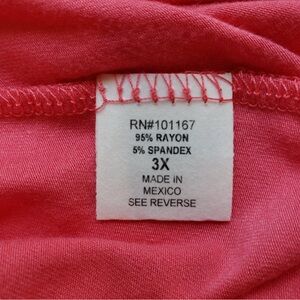 RN#101167
95% RAYON
5% SPANDEX
3X
MADE IN
MEXICO
SEE REVERSE